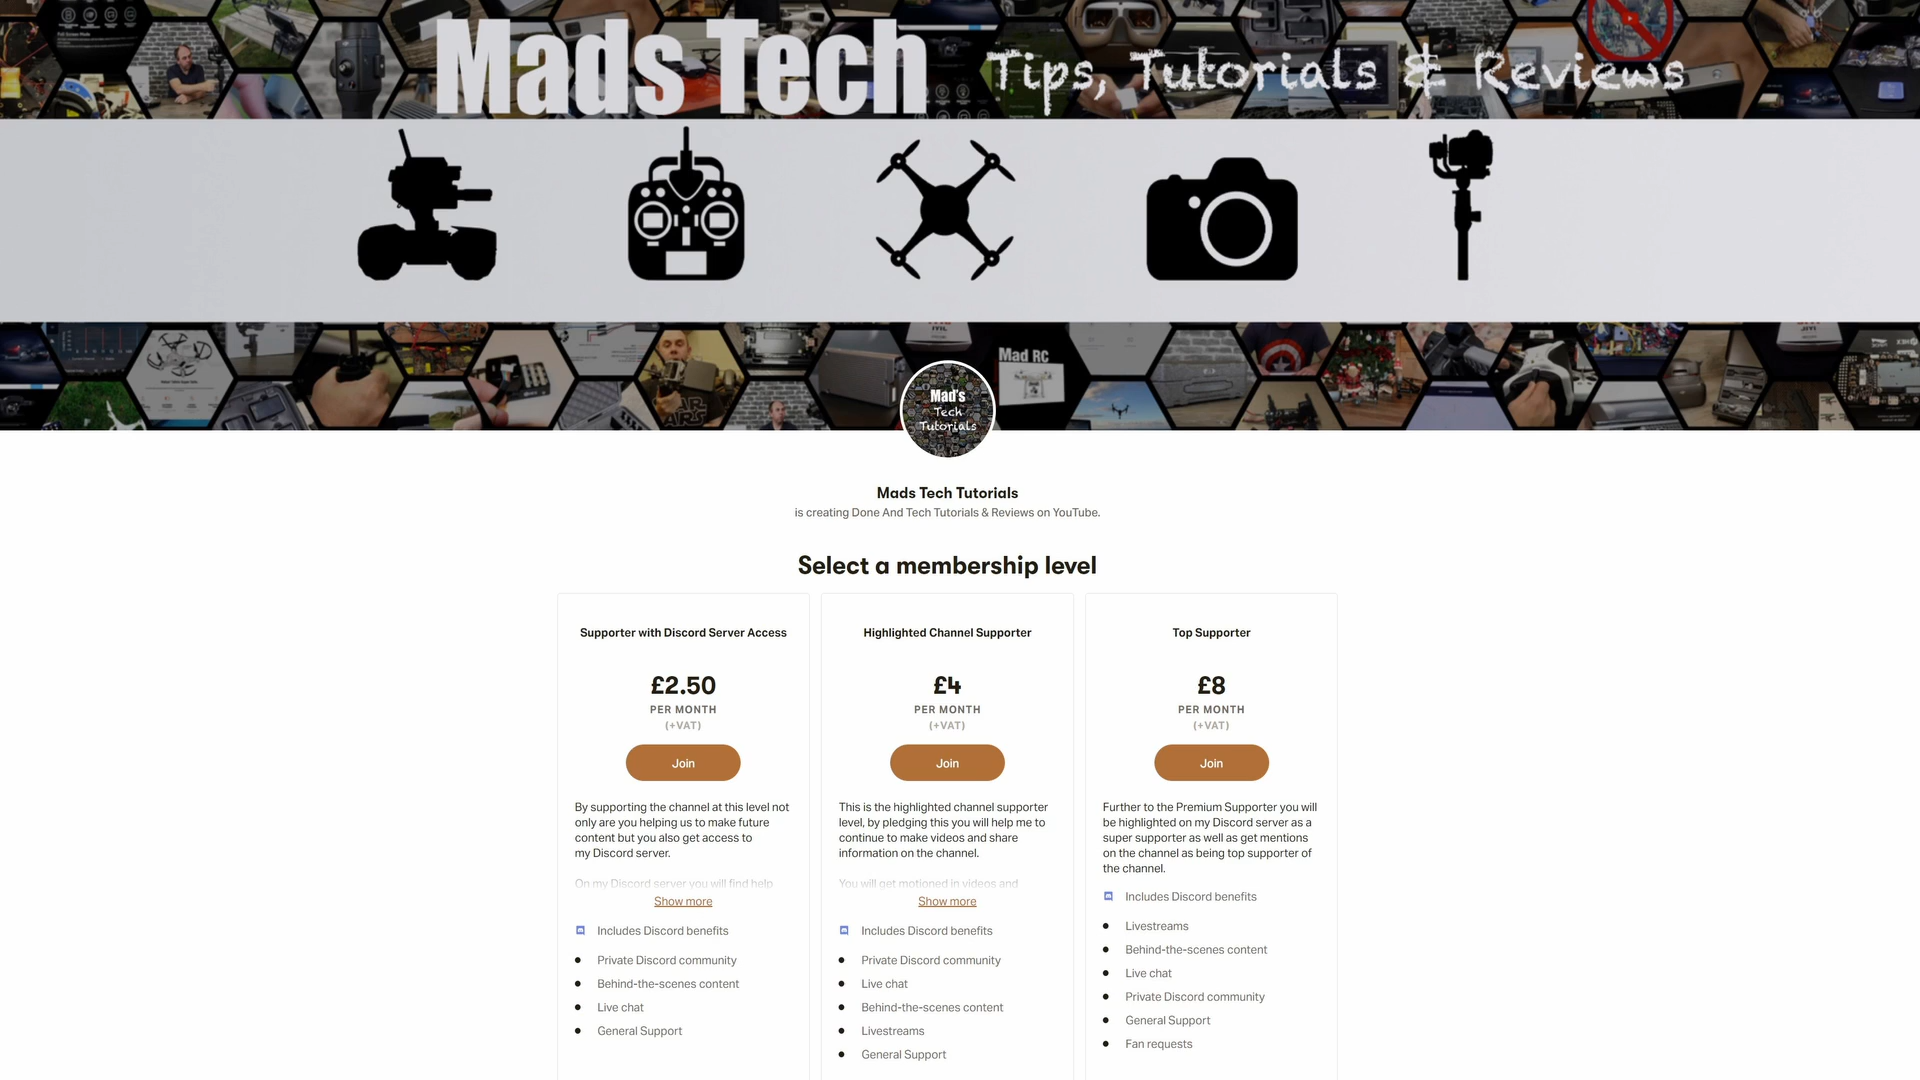 Mads Tech
Tips, Tutorials & Reviews
Mad RC
STAR
WARS
Mad's
Tech
Tutorials
Mads Tech Tutorials
is creating Done And Tech Tutorials & Reviews on YouTube.
Select a membership level
Supporter with Discord Server Access
£2.50
PER MONTH
(+VAT)
Join
By supporting the channel at this level not
only are you helping us to make future
content but you also get access to
my Discord server.
On my Discord server you will find help
Show more
Includes Discord benefits
Private Discord community
Behind-the-scenes content
Live chat
General Support
Highlighted Channel Supporter
£4
PER MONTH
(+VAT)
Join
This is the highlighted channel supporter
level, by pledging this you will help me to
continue to make videos and share
information on the channel.
You will get motioned in videos and
Show more
Includes Discord benefits
Private Discord community
Live chat
Behind-the-scenes content
Livestreams
General Support
Top Supporter
£8
PER MONTH
(+VAT)
Join
Further to the Premium Supporter you will
be highlighted on my Discord server as a
super supporter as well as get mentions
on the channel as being top supporter of
the channel.
Includes Discord benefits
Livestreams
Behind-the-scenes content
Live chat
Private Discord community
General Support
Fan requests